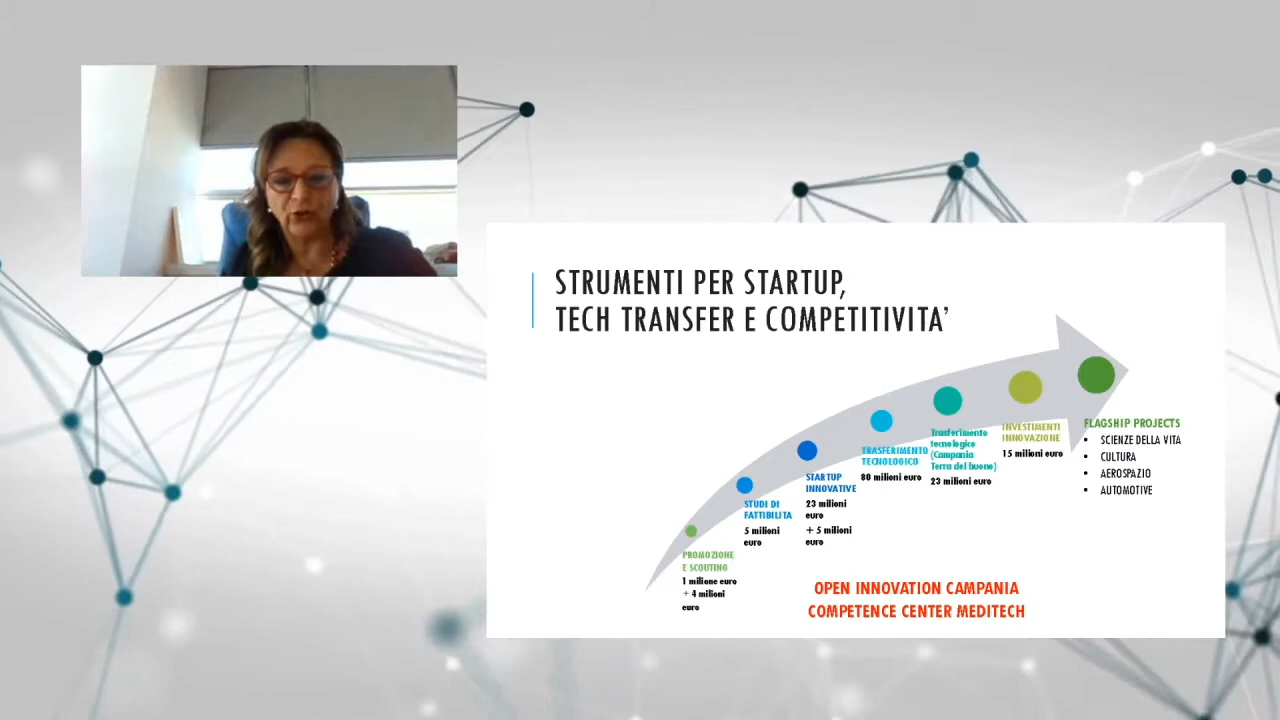 STRUMENTI PER STARTUP,
TECH TRANSFER E COMPETITIVITA’
PROMOZIONE
E SCOUTING
1 milione euro
+ 4 milioni
euro
STUDI DI
FATTIBILITA
5 milioni
euro
STARTUP
INNOVATIVE
23 milioni
euro
+ 5 milioni
euro
TRASFERIMENTO
TECNOLOGICO
80 milioni euro
Trasferimento
tecnologico
(Campania
Terra del buono)
23 milioni euro
INVESTIMENTI
INNOVAZIONE
15 milioni euro
FLAGSHIP PROJECTS
• SCIENZE DELLA VITA
• CULTURA
• AEROSPAZIO
• AUTOMOTIVE
OPEN INNOVATION CAMPANIA
COMPETENCE CENTER MEDITECH